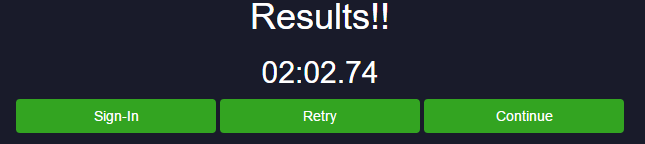 Results!!
02:02.74
Sign-In Retry Continue